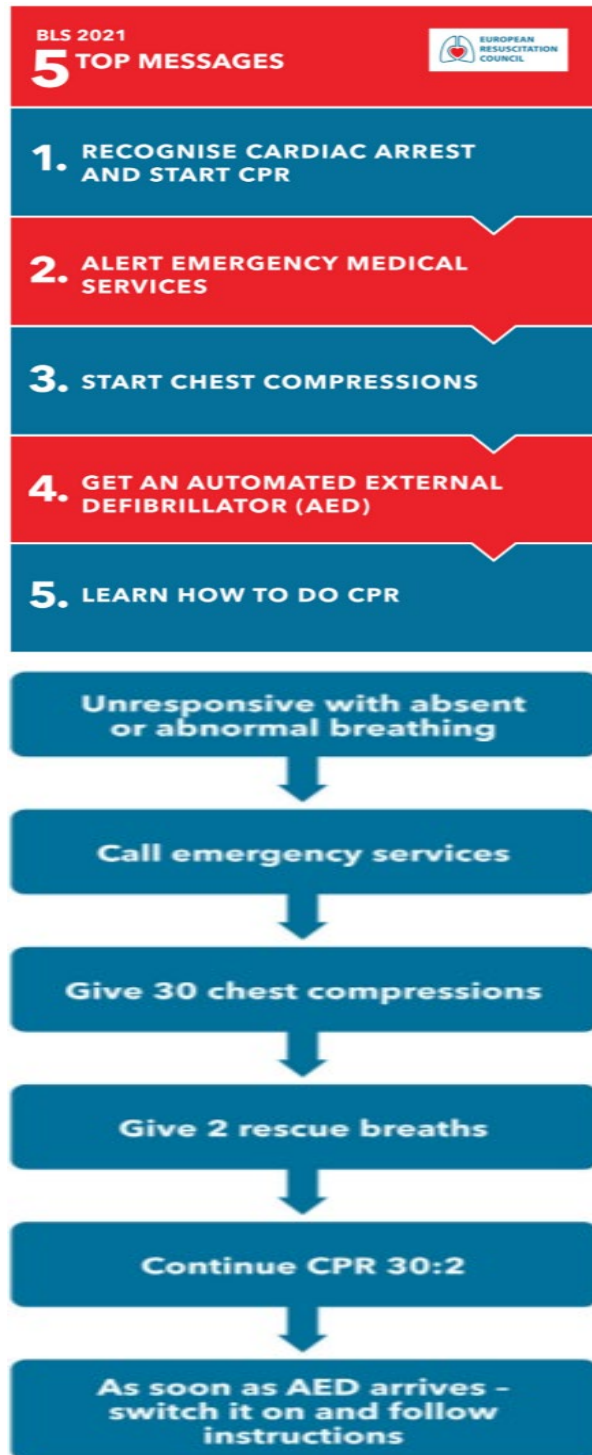 BLS 2021
5 TOP MESSAGES
EUROPEAN
RESUSCITATION
COUNCIL
1. RECOGNISE CARDIAC ARREST
AND START CPR
2. ALERT EMERGENCY MEDICAL
SERVICES
3. START CHEST COMPRESSIONS
4. GET AN AUTOMATED EXTERNAL
DEFIBRILLATOR (AED)
5. LEARN HOW TO DO CPR
Unresponsive with absent
or abnormal breathing
Call emergency services
Give 30 chest compressions
Give 2 rescue breaths
Continue CPR 30:2
As soon as AED arrives –
switch it on and follow
instructions